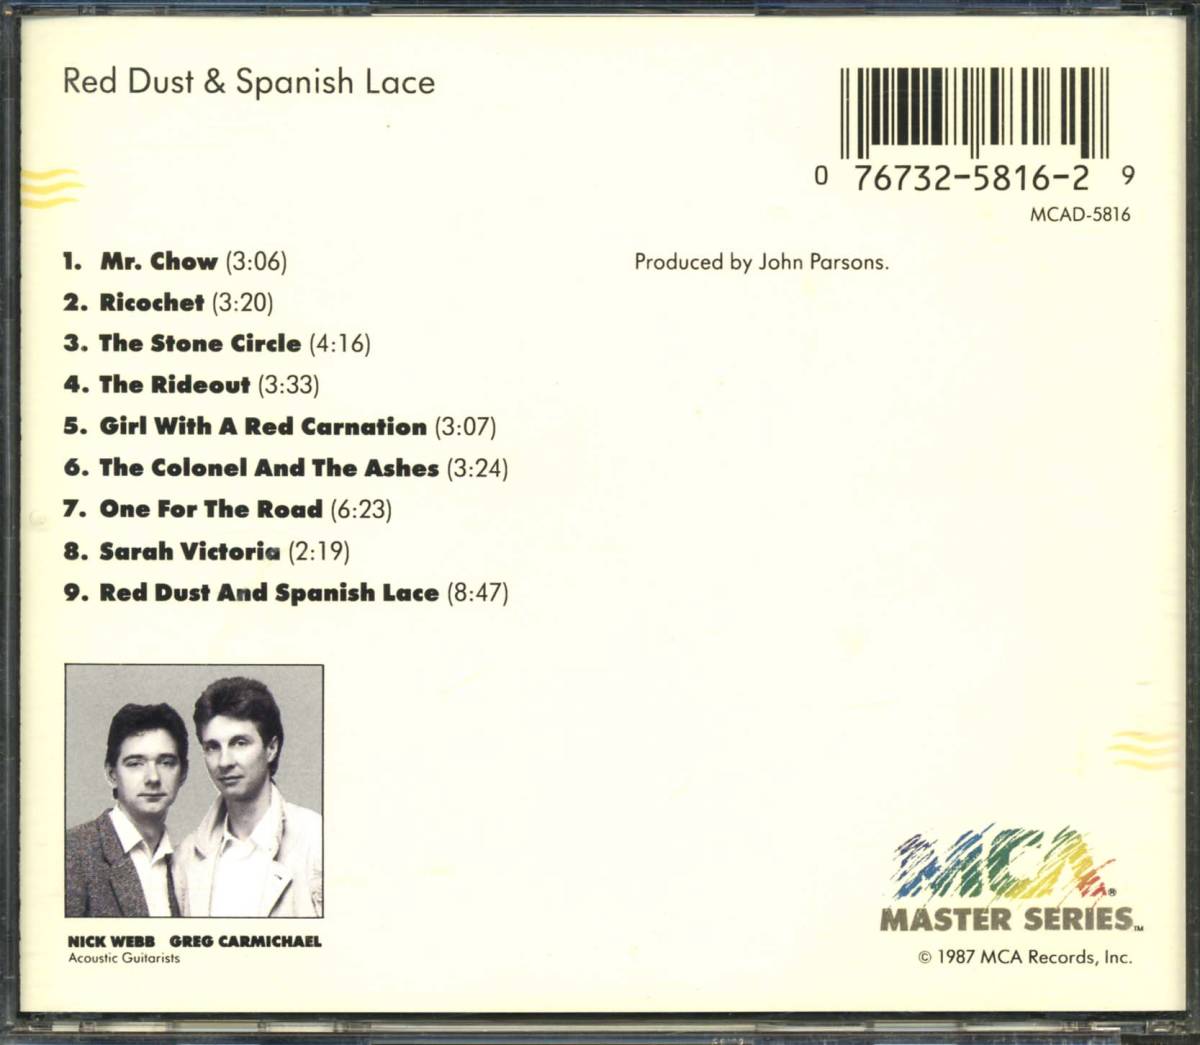 Red Dust & Spanish Lace
0 76732-5816-2 9
MCAD-5816
1. Mr. Chow (3:06)
2. Ricochet (3:20)
3. The Stone Circle (4:16)
4. The Rideout (3:33)
5. Girl With A Red Carnation (3:07)
6. The Colonel And The Ashes (3:24)
7. One For The Road (6:23)
8. Sarah Victoria (2:19)
9. Red Dust And Spanish Lace (8:47)
Produced by John Parsons.
NICK WEBB GREG CARMICHAEL
Acoustic Guitarists
MCA®
MASTER SERIES™
© 1987 MCA Records, Inc.